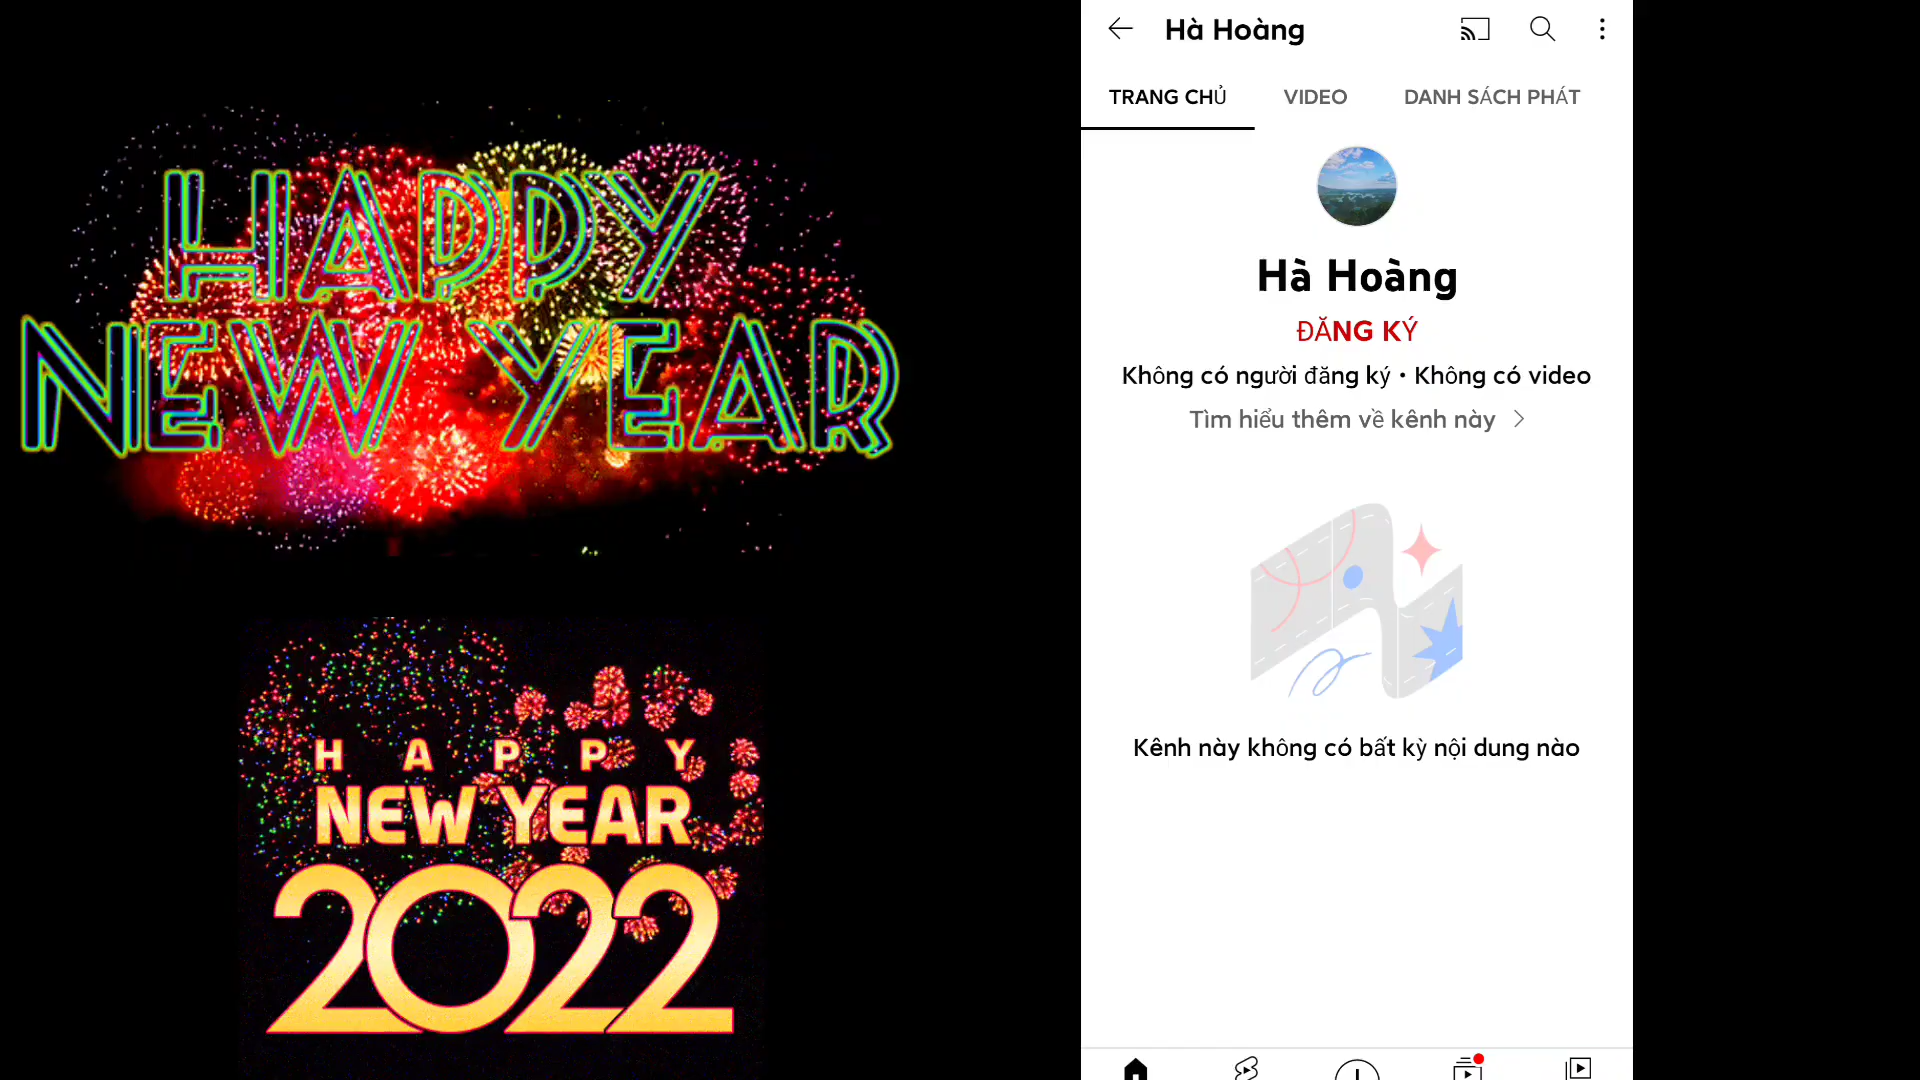 HAPPY
NEW YEAR
HAPPY
NEW YEAR
2022
Hà Hoàng
TRANG CHỦ
VIDEO
DANH SÁCH PHÁT
Hà Hoàng
ĐĂNG KÝ
Không có người đăng ký • Không có video
Tìm hiểu thêm về kênh này
Kênh này không có bất kỳ nội dung nào